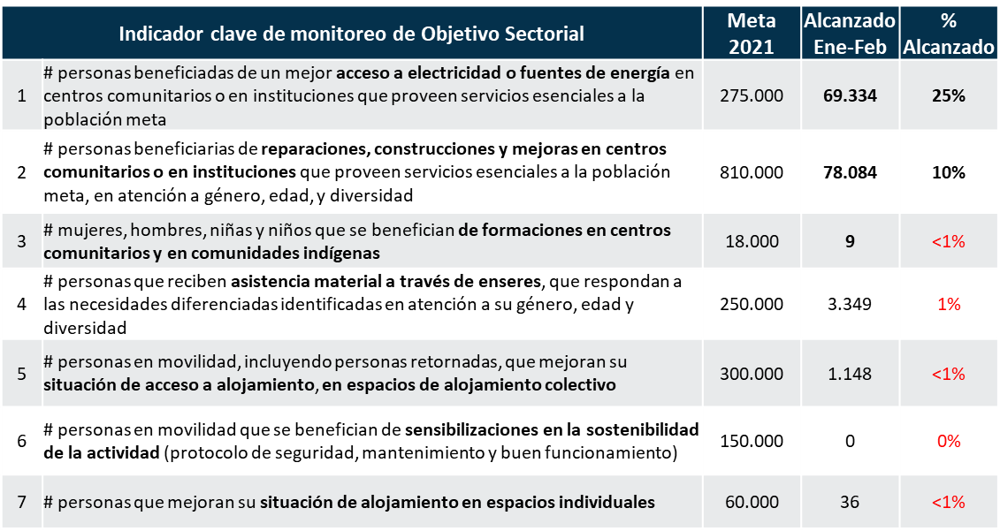 Indicador clave de monitoreo de Objetivo Sectorial
Meta
2021
Alcanzado
Ene-Feb
%
Alcanzado
1
# personas beneficiadas de un mejor acceso a electricidad o fuentes de energía en
centros comunitarios o en instituciones que proveen servicios esenciales a la
población meta
275.000
69.334
25%
2
# personas beneficiarias de reparaciones, construcciones y mejoras en centros
comunitarios o en instituciones que proveen servicios esenciales a la población
meta, en atención a género, edad, y diversidad
810.000
78.084
10%
3
# mujeres, hombres, niñas y niños que se benefician de formaciones en centros
comunitarios y en comunidades indígenas
18.000
9
<1%
4
# personas que reciben asistencia material a través de enseres, que respondan a
las necesidades diferenciadas identificadas en atención a su género, edad y
diversidad
250.000
3.349
1%
5
# personas en movilidad, incluyendo personas retornadas, que mejoran su
situación de acceso a alojamiento, en espacios de alojamiento colectivo
300.000
1.148
<1%
6
# personas en movilidad que se benefician de sensibilizaciones en la sostenibilidad
de la actividad (protocolo de seguridad, mantenimiento y buen funcionamiento)
150.000
0
0%
7
# personas que mejoran su situación de alojamiento en espacios individuales
60.000
36
<1%